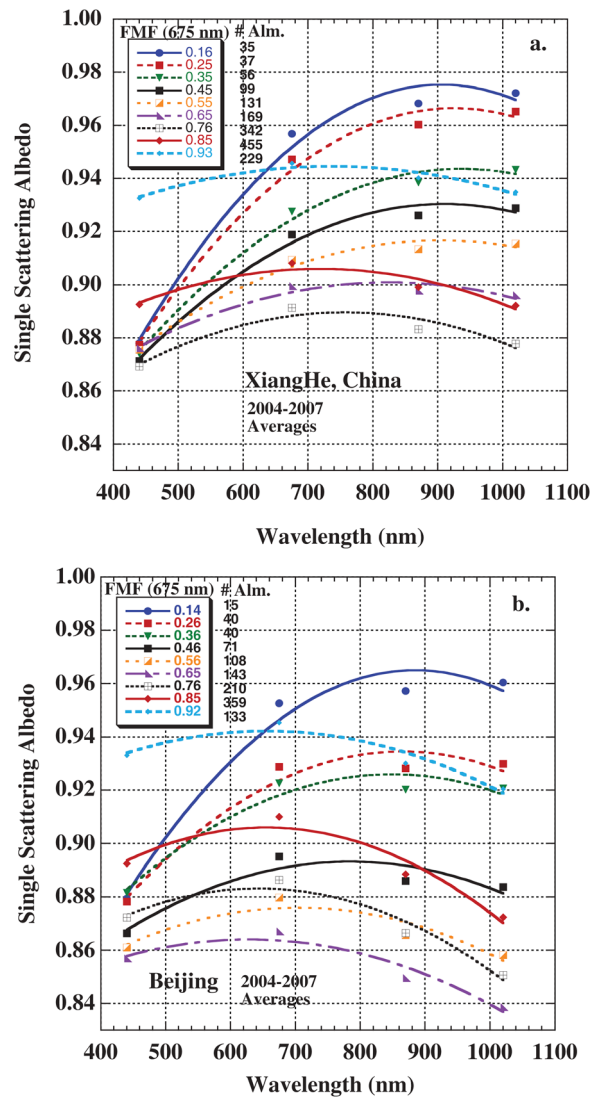 FMF (675 nm) # Alm.
a.
0.16 35
0.25 37
0.35 56
0.45 99
0.55 131
0.65 169
0.76 342
0.85 455
0.93 229
1.00
0.98
0.96
0.94
0.92
0.90
0.88
0.86
0.84
Single Scattering Albedo
XiangHe, China
2004-2007
Averages
400 500 600 700 800 900 1000 1100
Wavelength (nm)
FMF (675 nm) # Alm.
b.
0.14 15
0.26 40
0.36 40
0.46 71
0.56 108
0.65 143
0.76 210
0.85 359
0.92 133
1.00
0.98
0.96
0.94
0.92
0.90
0.88
0.86
0.84
Single Scattering Albedo
Beijing 2004-2007
Averages
400 500 600 700 800 900 1000 1100
Wavelength (nm)